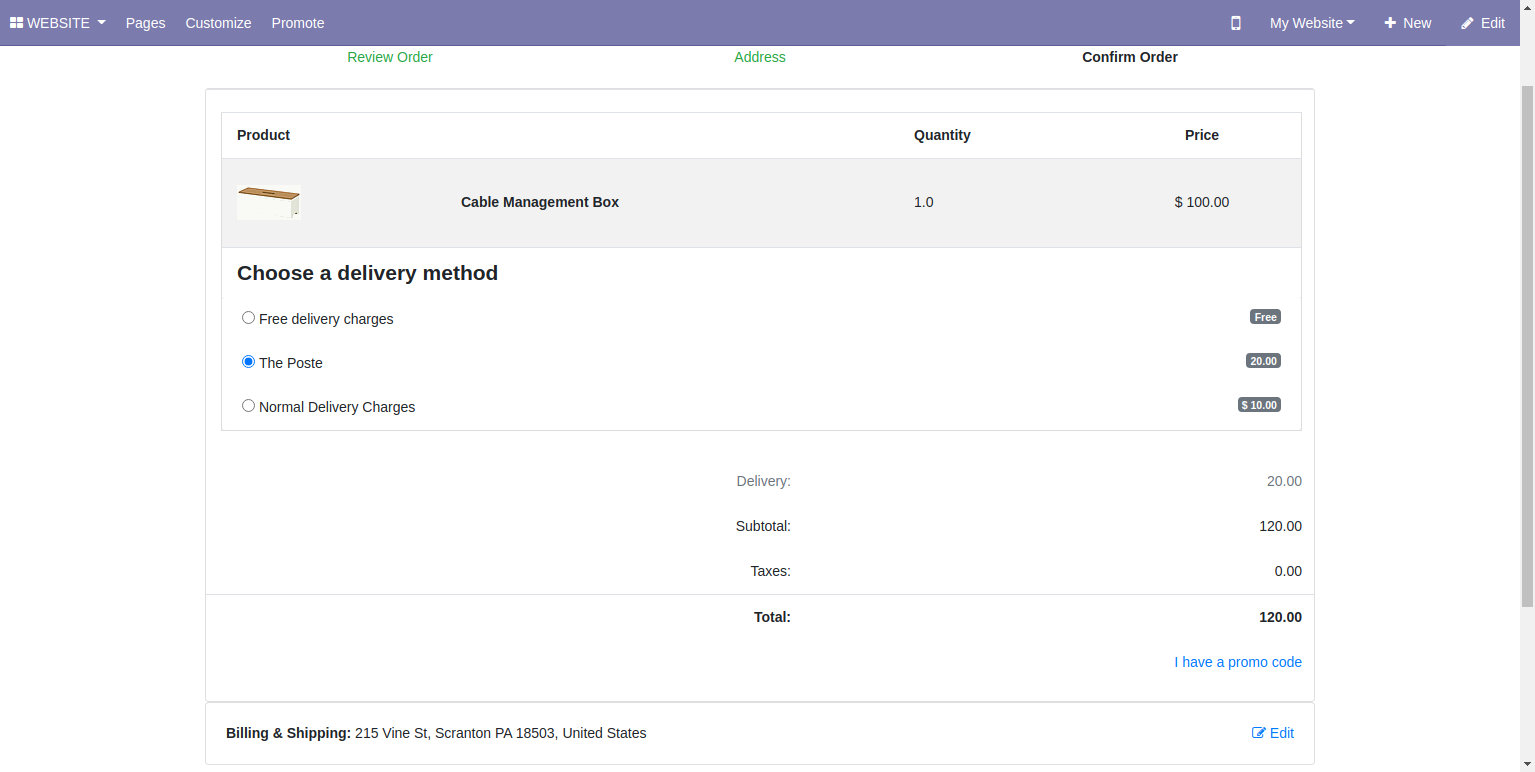 WEBSITE Pages Customize Promote My Website New Edit
Review Order Address Confirm Order
Product Quantity Price
Cable Management Box 1.0 $ 100.00
Choose a delivery method
Free delivery charges Free
The Poste 20.00
Normal Delivery Charges $ 10.00
Delivery: 20.00
Subtotal: 120.00
Taxes: 0.00
Total: 120.00
I have a promo code
Billing & Shipping: 215 Vine St, Scranton PA 18503, United States Edit